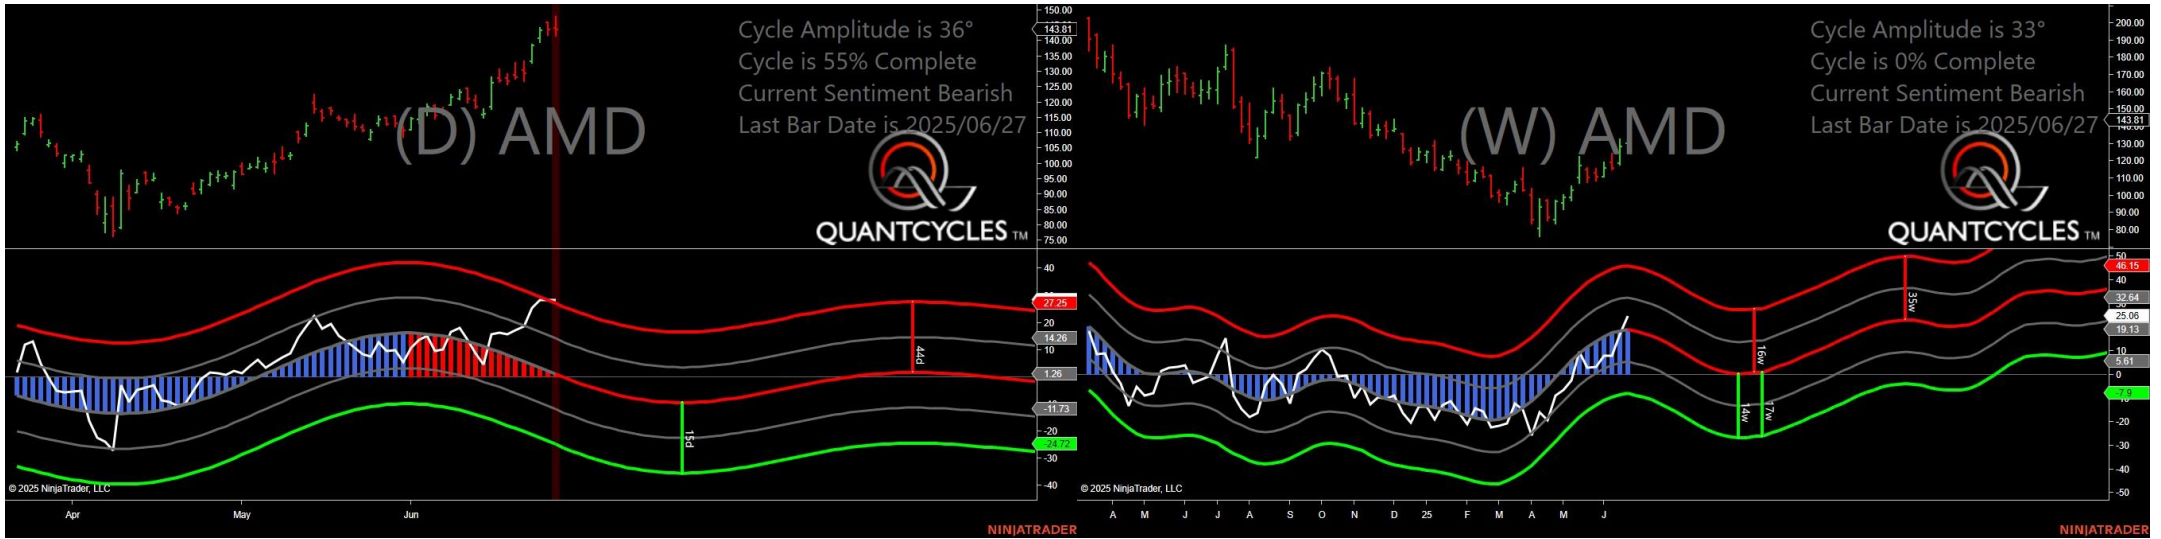 Cycle Amplitude is 36°
Cycle is 55% Complete
Current Sentiment Bearish
Last Bar Date is 2025/06/27
(D) AMD
QUANTCYCLES TM
150.00
143.81
140.00
135.00
130.00
125.00
120.00
115.00
110.00
105.00
100.00
95.00
90.00
85.00
80.00
75.00
40
27.25
20
14.26
10
1.26
-11.73
-20
-24.72
-30
-40
44d
15d
© 2025 NinjaTrader, LLC
Apr
May
Jun
NINJATRADER
Cycle Amplitude is 33°
Cycle is 0% Complete
Current Sentiment Bearish
Last Bar Date is 2025/06/27
(W) AMD
QUANTCYCLES TM
200.00
190.00
180.00
170.00
160.00
150.00
143.81
130.00
120.00
110.00
100.00
90.00
80.00
50
46.15
40
32.64
25.06
19.13
10
5.61
0
-7.9
-20
-30
-40
-50
35w
16w
14w
17w
© 2025 NinjaTrader, LLC
A M J J A S O N D 25 F M A M J
NINJATRADER